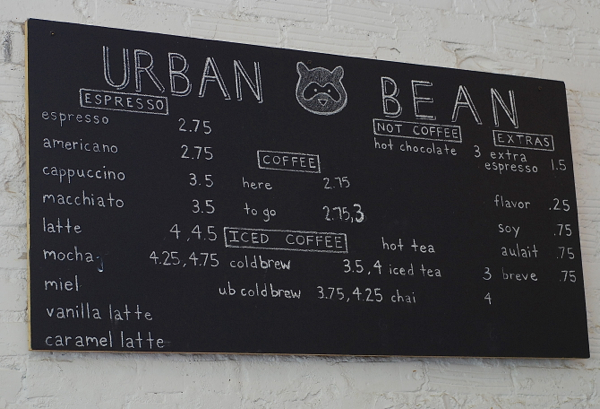 URBAN BEAN
ESPRESSO
espresso 2.75
americano 2.75
cappuccino 3.5
macchiato 3.5
latte 4,4.5
mocha 4.25,4.75
miel
vanilla latte
caramel latte
COFFEE
here 2.75
to go 2.75,3
ICED COFFEE
coldbrew 3.5,4
ub coldbrew 3.75,4.25
NOT COFFEE
hot chocolate 3
hot tea
iced tea 3
chai 4
EXTRAS
extra
espresso 1.5
flavor .25
soy .75
aulait .75
breve .75